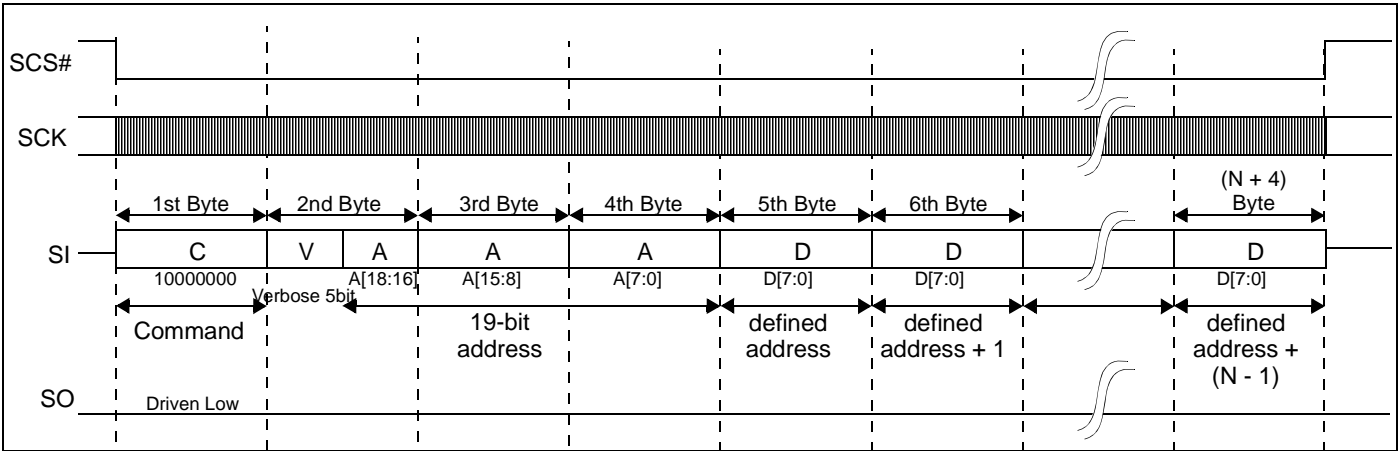 SCS#
SCK
(N + 4)
1st Byte 2nd Byte 3rd Byte 4th Byte 5th Byte 6th Byte Byte
SI C V A A A D D D
10000000 A[18:16] A[15:8] A[7:0] D[7:0] D[7:0] D[7:0]
Verbose 5bit
Command 19-bit defined defined defined
address address address + 1 address +
(N - 1)
SO Driven Low